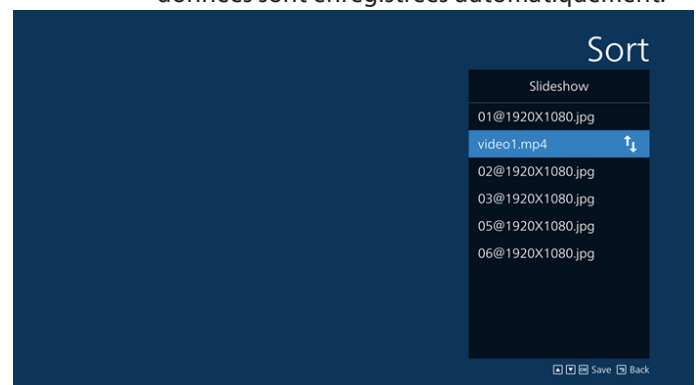 données sont enregistrées automatiquement.
Sort
Slideshow
01@1920X1080.jpg
video1.mp4
02@1920X1080.jpg
03@1920X1080.jpg
05@1920X1080.jpg
06@1920X1080.jpg
OK Save Back